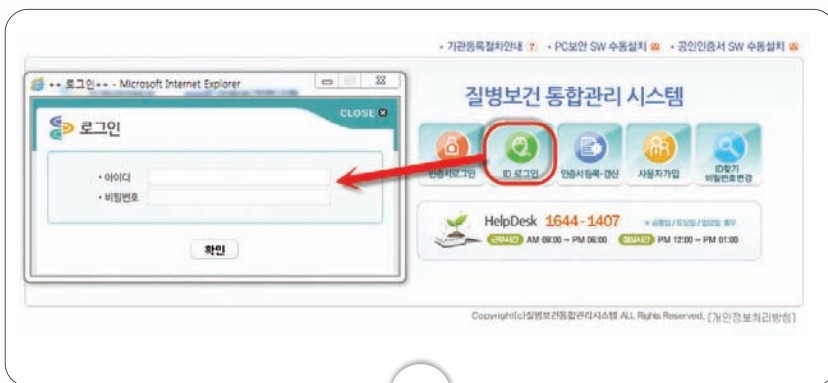 • 기관등록절차안내 ? • PC보안 SW 수동설치 • 공인인증서 SW 수동설치
++ 로그인++ - Microsoft Internet Explorer
CLOSE
로그인
• 아이디
• 비밀번호
확인
질병보건 통합관리 시스템
인증서로그인 ID 로그인 인증서등록·갱신 사용자가입 ID찾기 비밀번호변경
HelpDesk 1644-1407
근무시간 AM 09:00 ~ PM 06:00 점심시간 PM 12:00 ~ PM 01:00
Copyright(c)질병보건통합관리시스템 ALL Rights Reserved. [개인정보처리방침]